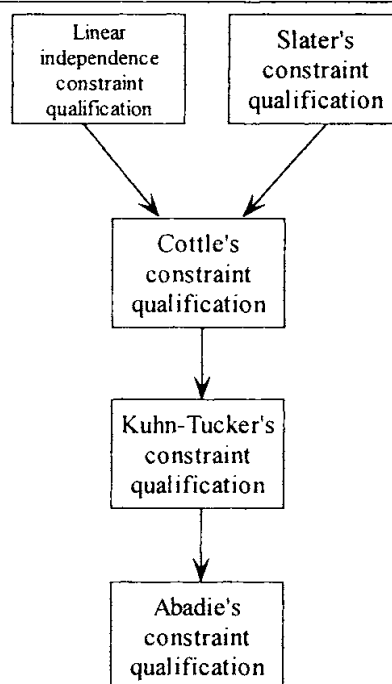 Linear
independence
constraint
qualification
Slater's
constraint
qualification
Cottle's
constraint
qualification
Kuhn-Tucker's
constraint
qualification
Abadie's
constraint
qualification